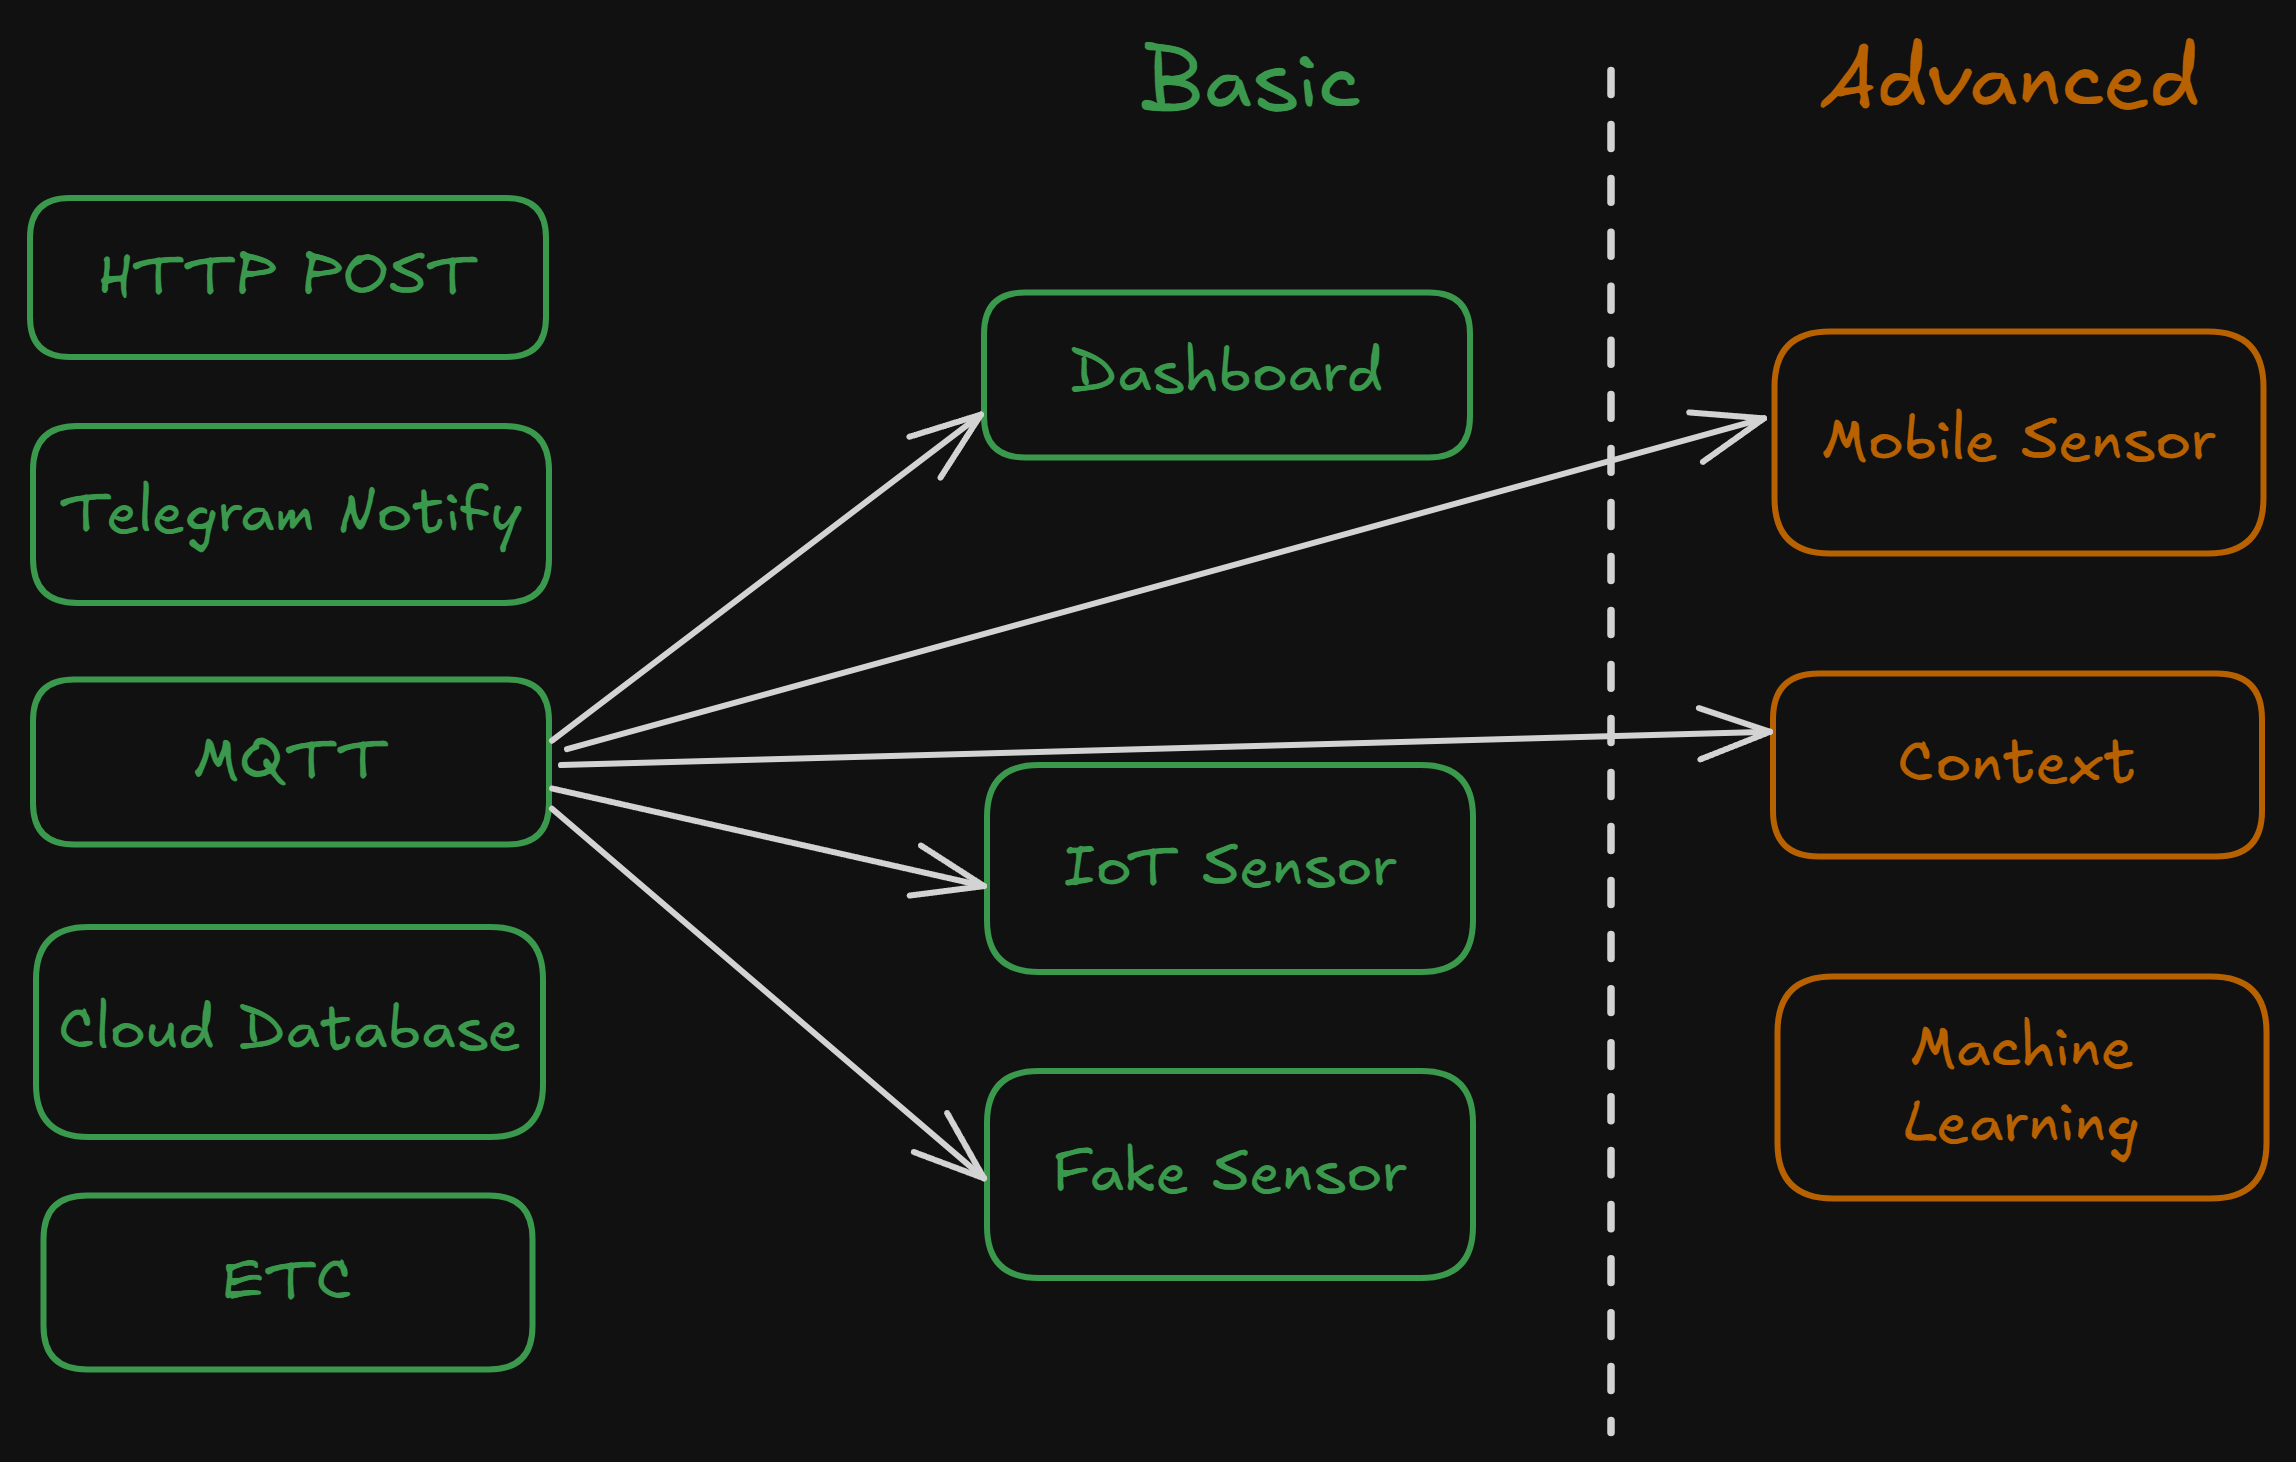 Basic
Advanced
HTTP POST
Telegram Notify
MQTT
Cloud Database
ETC
Dashboard
IoT Sensor
Fake Sensor
Mobile Sensor
Context
Machine
Learning